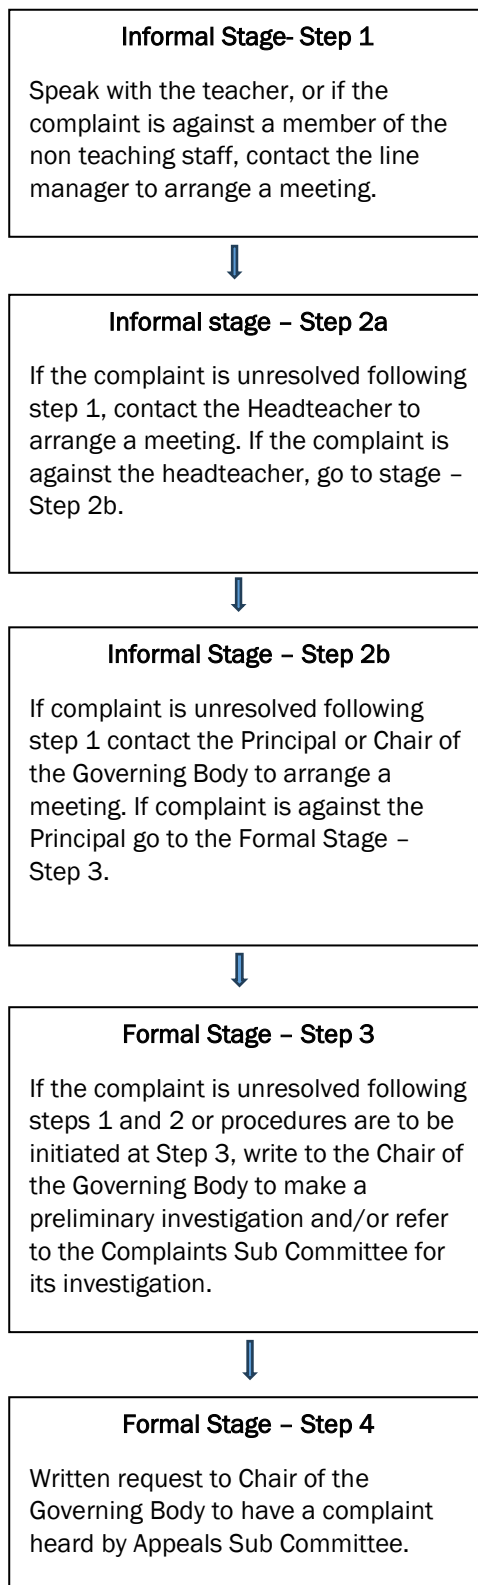 Informal Stage- Step 1
Speak with the teacher, or if the
complaint is against a member of the
non teaching staff, contact the line
manager to arrange a meeting.
Informal stage – Step 2a
If the complaint is unresolved following
step 1, contact the Headteacher to
arrange a meeting. If the complaint is
against the headteacher, go to stage –
Step 2b.
Informal Stage – Step 2b
If complaint is unresolved following
step 1 contact the Principal or Chair of
the Governing Body to arrange a
meeting. If complaint is against the
Principal go to the Formal Stage –
Step 3.
Formal Stage – Step 3
If the complaint is unresolved following
steps 1 and 2 or procedures are to be
initiated at Step 3, write to the Chair of
the Governing Body to make a
preliminary investigation and/or refer
to the Complaints Sub Committee for
its investigation.
Formal Stage – Step 4
Written request to Chair of the
Governing Body to have a complaint
heard by Appeals Sub Committee.